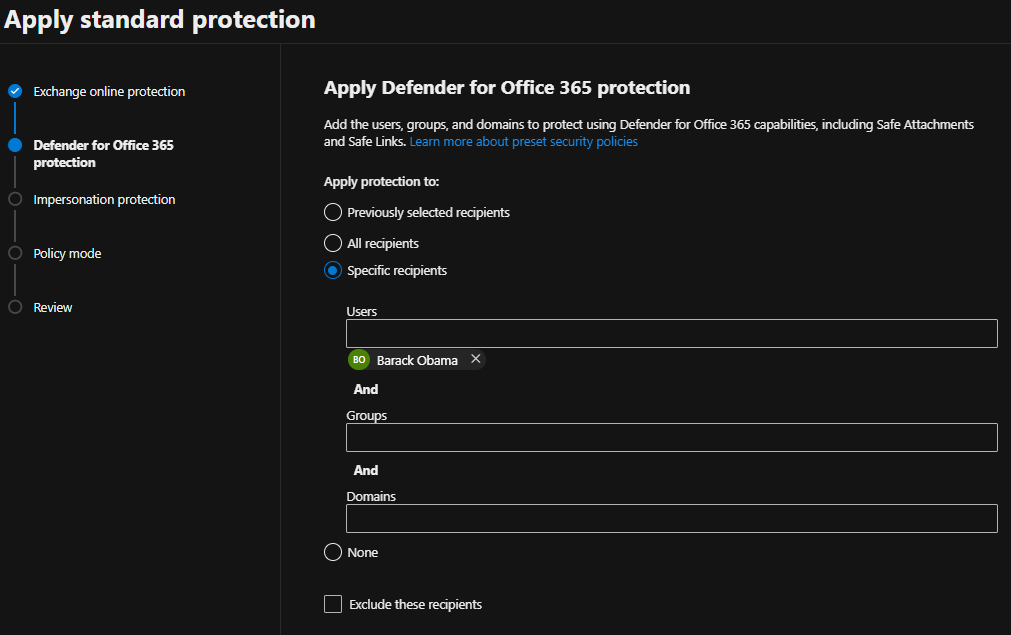 Apply standard protection
Exchange online protection
Defender for Office 365
protection
Impersonation protection
Policy mode
Review
Apply Defender for Office 365 protection
Add the users, groups, and domains to protect using Defender for Office 365 capabilities, including Safe Attachments
and Safe Links. Learn more about preset security policies
Apply protection to:
Previously selected recipients
All recipients
Specific recipients
Users
BO Barack Obama
And
Groups
And
Domains
None
Exclude these recipients